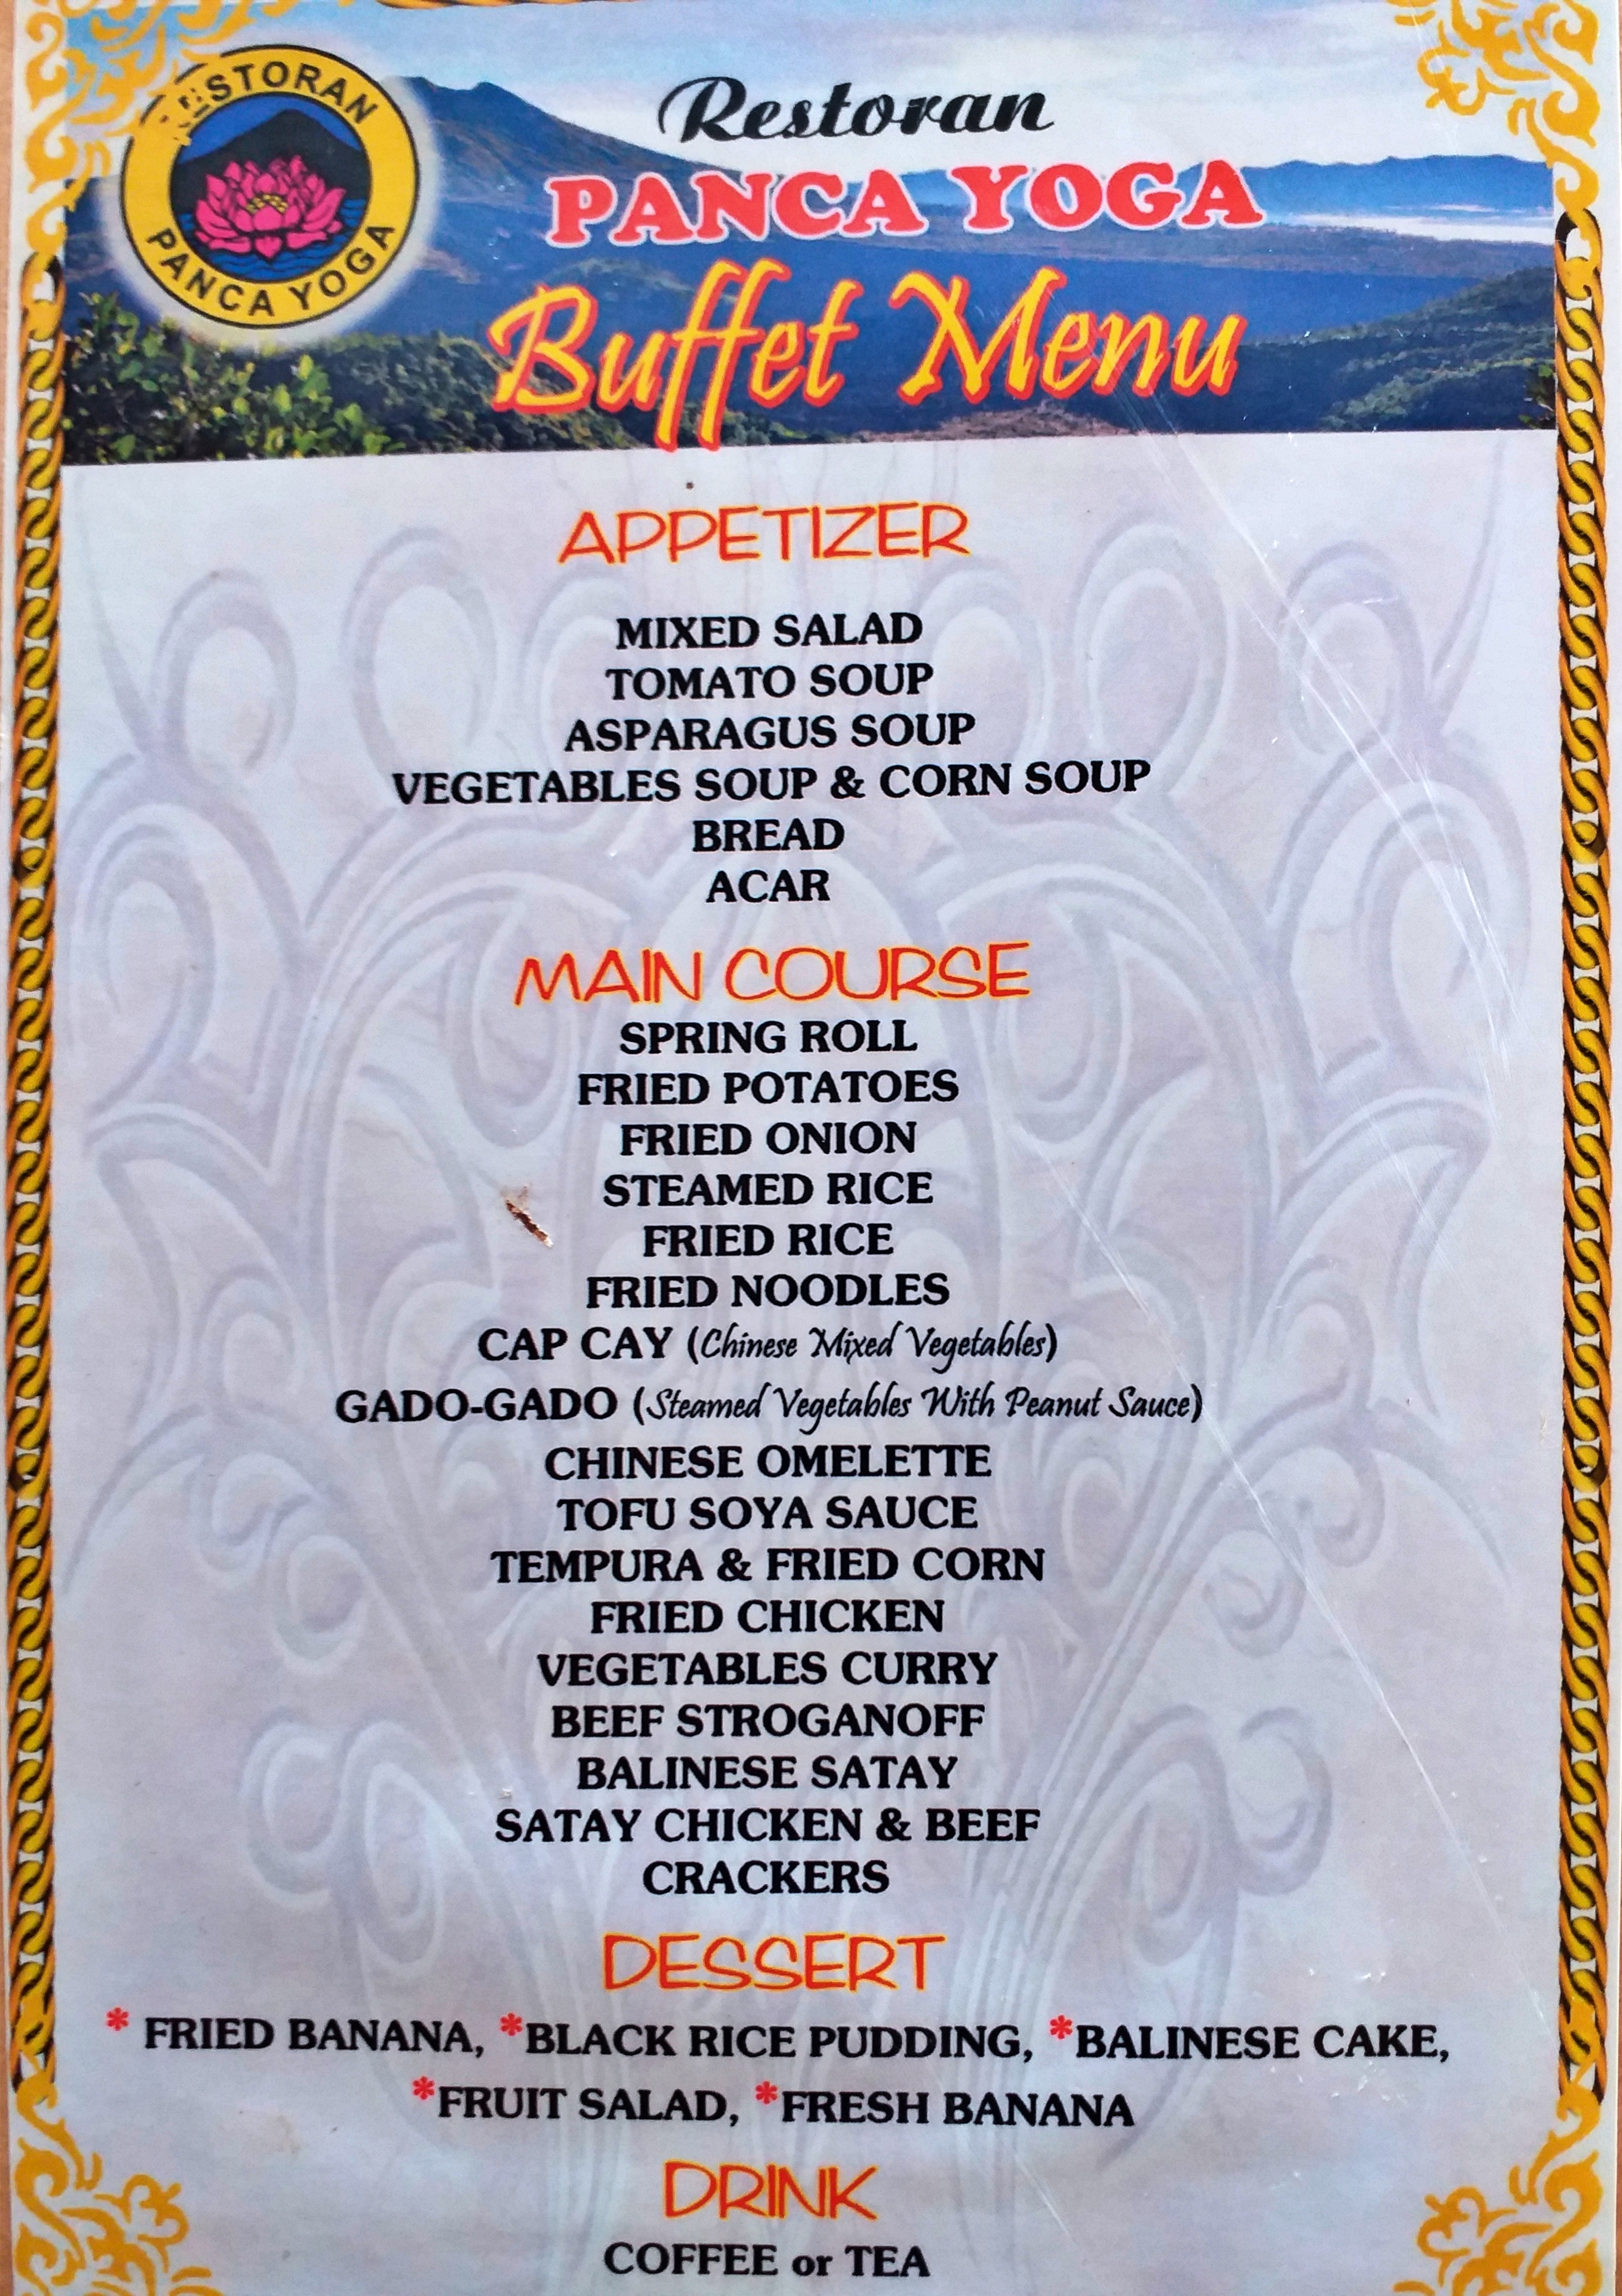 RESTORAN
PANCA YOGA
Restoran
PANCA YOGA
Buffet Menu
APPETIZER
MIXED SALAD
TOMATO SOUP
ASPARAGUS SOUP
VEGETABLES SOUP & CORN SOUP
BREAD
ACAR
MAIN COURSE
SPRING ROLL
FRIED POTATOES
FRIED ONION
STEAMED RICE
FRIED RICE
FRIED NOODLES
CAP CAY (Chinese Mixed Vegetables)
GADO-GADO (Steamed Vegetables With Peanut Sauce)
CHINESE OMELETTE
TOFU SOYA SAUCE
TEMPURA & FRIED CORN
FRIED CHICKEN
VEGETABLES CURRY
BEEF STROGANOFF
BALINESE SATAY
SATAY CHICKEN & BEEF
CRACKERS
DESSERT
* FRIED BANANA, *BLACK RICE PUDDING, *BALINESE CAKE,
*FRUIT SALAD, *FRESH BANANA
DRINK
COFFEE or TEA